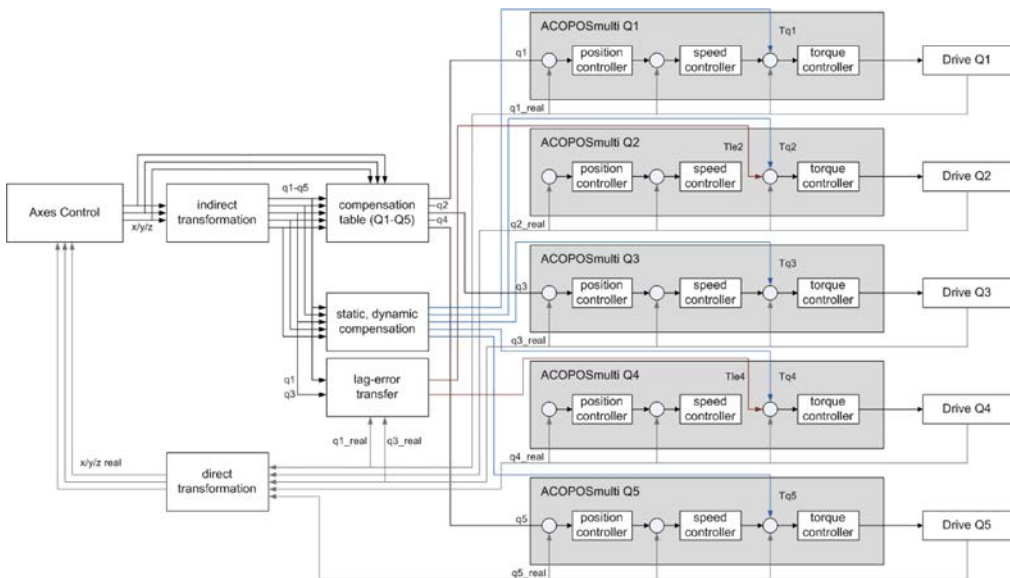 ACOPOSmulti Q1
Tq1
q1
position
controller
speed
controller
torque
controller
Drive Q1
q1_real
ACOPOSmulti Q2
Tle2
Tq2
position
controller
speed
controller
torque
controller
Drive Q2
q2_real
Axes Control
x/y/z
indirect
transformation
q1-q5
compensation
table (Q1-Q5)
q2
q4
ACOPOSmulti Q3
Tq3
q3
position
controller
speed
controller
torque
controller
Drive Q3
q3_real
static, dynamic
compensation
q1
q3
lag-error
transfer
q1_real
q3_real
ACOPOSmulti Q4
Tle4
Tq4
position
controller
speed
controller
torque
controller
Drive Q4
q4_real
x/y/z real
direct
transformation
ACOPOSmulti Q5
Tq5
q5
position
controller
speed
controller
torque
controller
Drive Q5
q5_real